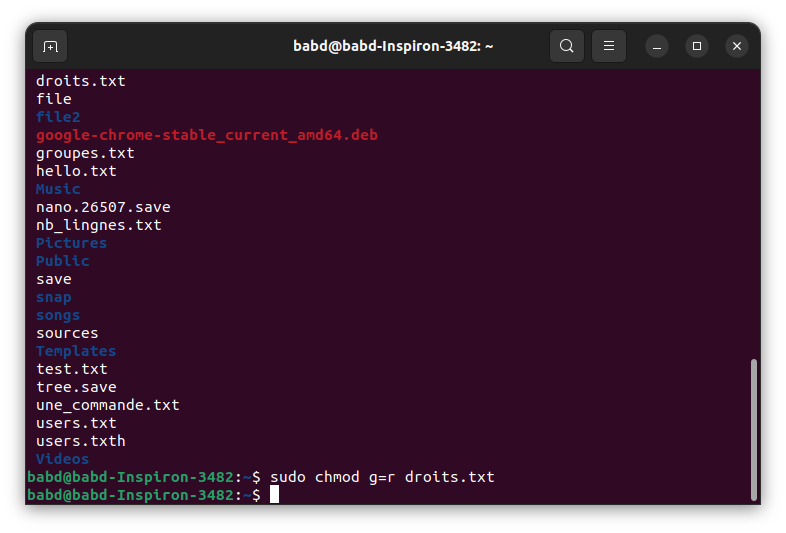 babd@babd-Inspiron-3482: ~
droits.txt
file
file2
google-chrome-stable_current_amd64.deb
groupes.txt
hello.txt
Music
nano.26507.save
nb_lingnes.txt
Pictures
Public
save
snap
songs
sources
Templates
test.txt
tree.save
une_commande.txt
users.txt
users.txth
Videos
babd@babd-Inspiron-3482:~$ sudo chmod g=r droits.txt
babd@babd-Inspiron-3482:~$